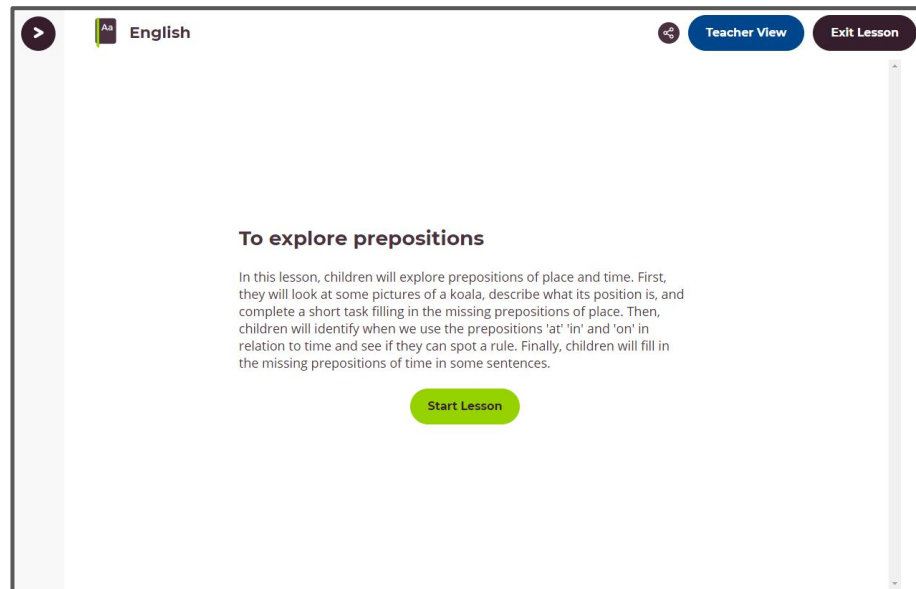 Aa
English
Teacher View
Exit Lesson
To explore prepositions
In this lesson, children will explore prepositions of place and time. First,
they will look at some pictures of a koala, describe what its position is, and
complete a short task filling in the missing prepositions of place. Then,
children will identify when we use the prepositions 'at' 'in' and 'on' in
relation to time and see if they can spot a rule. Finally, children will fill in
the missing prepositions of time in some sentences.
Start Lesson